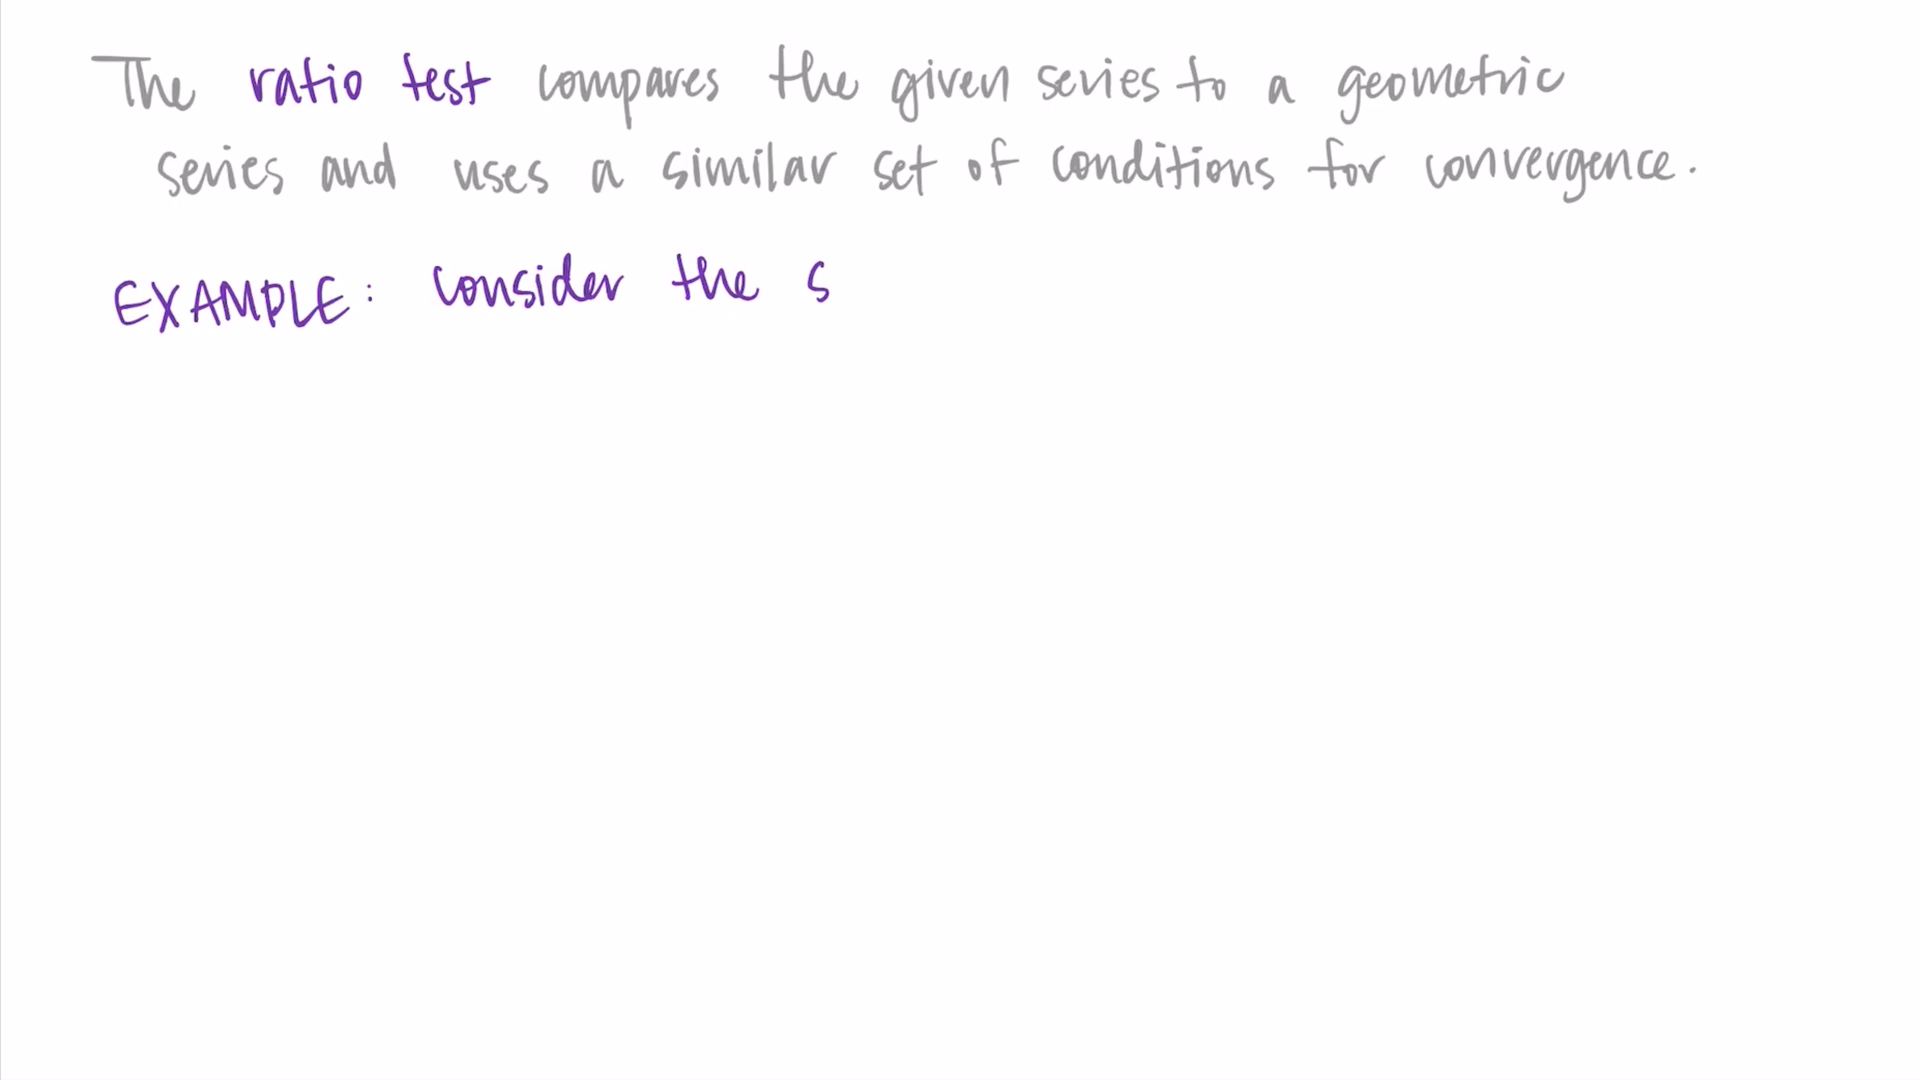 The ratio test compares the given series to a geometric
series and uses a similar set of conditions for convergence.
EXAMPLE: Consider the s